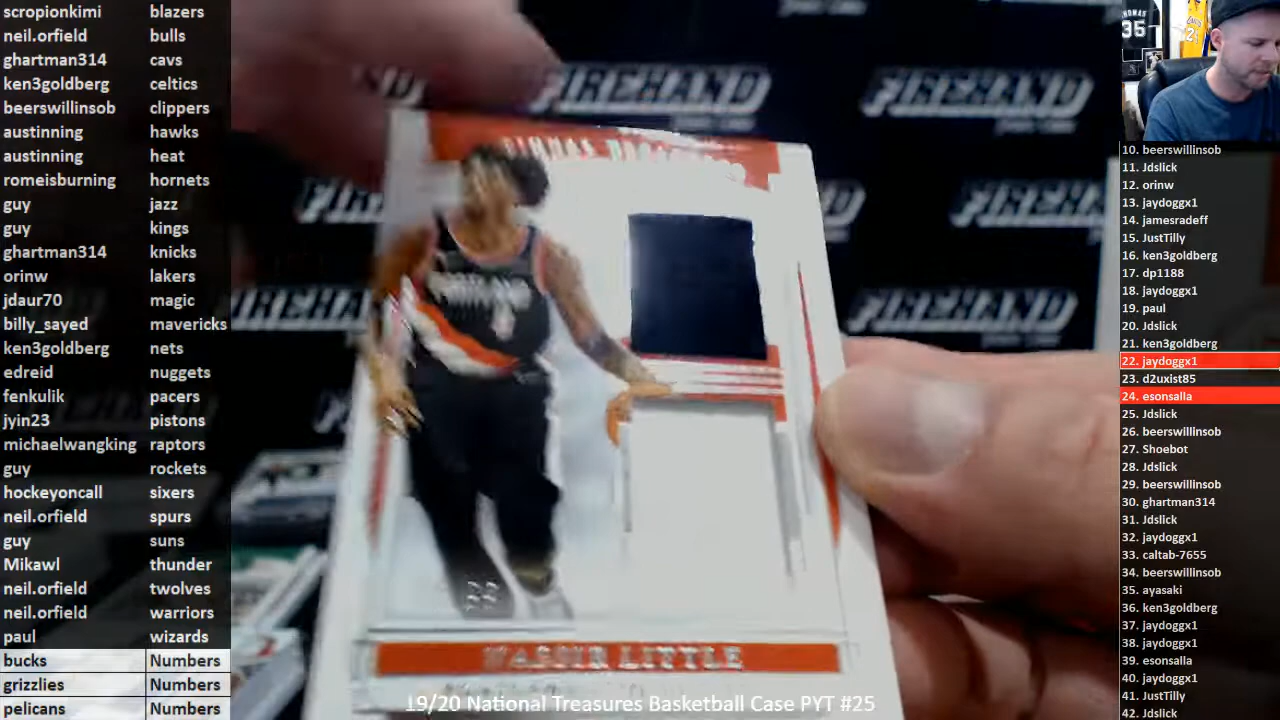 scropionkimi blazers
neil.orfield bulls
ghartman314 cavs
ken3goldberg celtics
beerswillinsob clippers
austinning hawks
austinning heat
romeisburning hornets
guy jazz
guy kings
ghartman314 knicks
orinw lakers
jdaur70 magic
billy_sayed mavericks
ken3goldberg nets
edreid nuggets
fenkulik pacers
jyin23 pistons
michaelwangking raptors
guy rockets
hockeyoncall sixers
neil.orfield spurs
guy suns
Mikawl thunder
neil.orfield twolves
neil.orfield warriors
paul wizards
bucks Numbers
grizzlies Numbers
pelicans Numbers
FIREHAND
FIREHAND
FIREHAND
FIREHAND
PORTLAND
NASSIR LITTLE
19/20 National Treasures Basketball Case PYT #25
35
10. beerswillinsob
11. Jdslick
12. orinw
13. jaydoggx1
14. jamesradeff
15. JustTilly
16. ken3goldberg
17. dp1188
18. jaydoggx1
19. paul
20. Jdslick
21. ken3goldberg
22. jaydoggx1
23. d2uxist85
24. esonsalla
25. Jdslick
26. beerswillinsob
27. Shoebot
28. Jdslick
29. beerswillinsob
30. ghartman314
31. Jdslick
32. jaydoggx1
33. caltab-7655
34. beerswillinsob
35. ayasaki
36. ken3goldberg
37. jaydoggx1
38. jaydoggx1
39. esonsalla
40. jaydoggx1
41. JustTilly
42. Jdslick